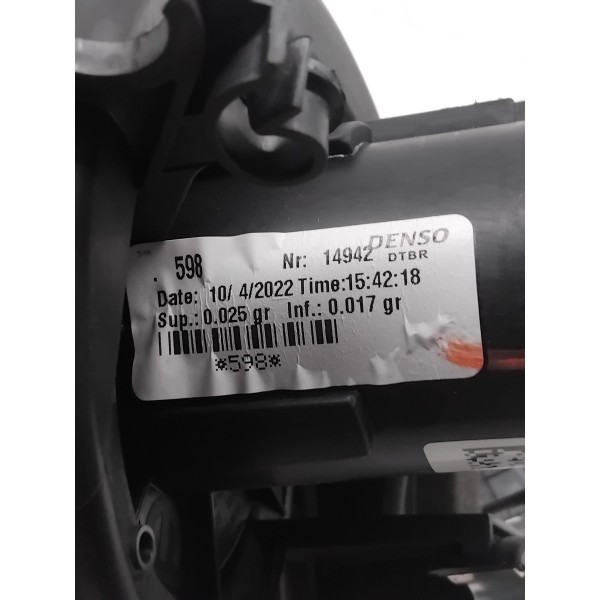 DENSO
. 598 Nr: 14942 DTBR
Date: 10/ 4/2022 Time:15:42:18
Sup.: 0.025 gr Inf.: 0.017 gr
*598*